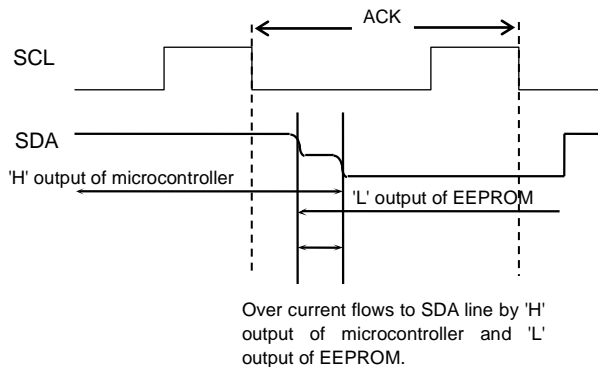 ACK
SCL
SDA
'H' output of microcontroller
'L' output of EEPROM
Over current flows to SDA line by 'H'
output of microcontroller and 'L'
output of EEPROM.